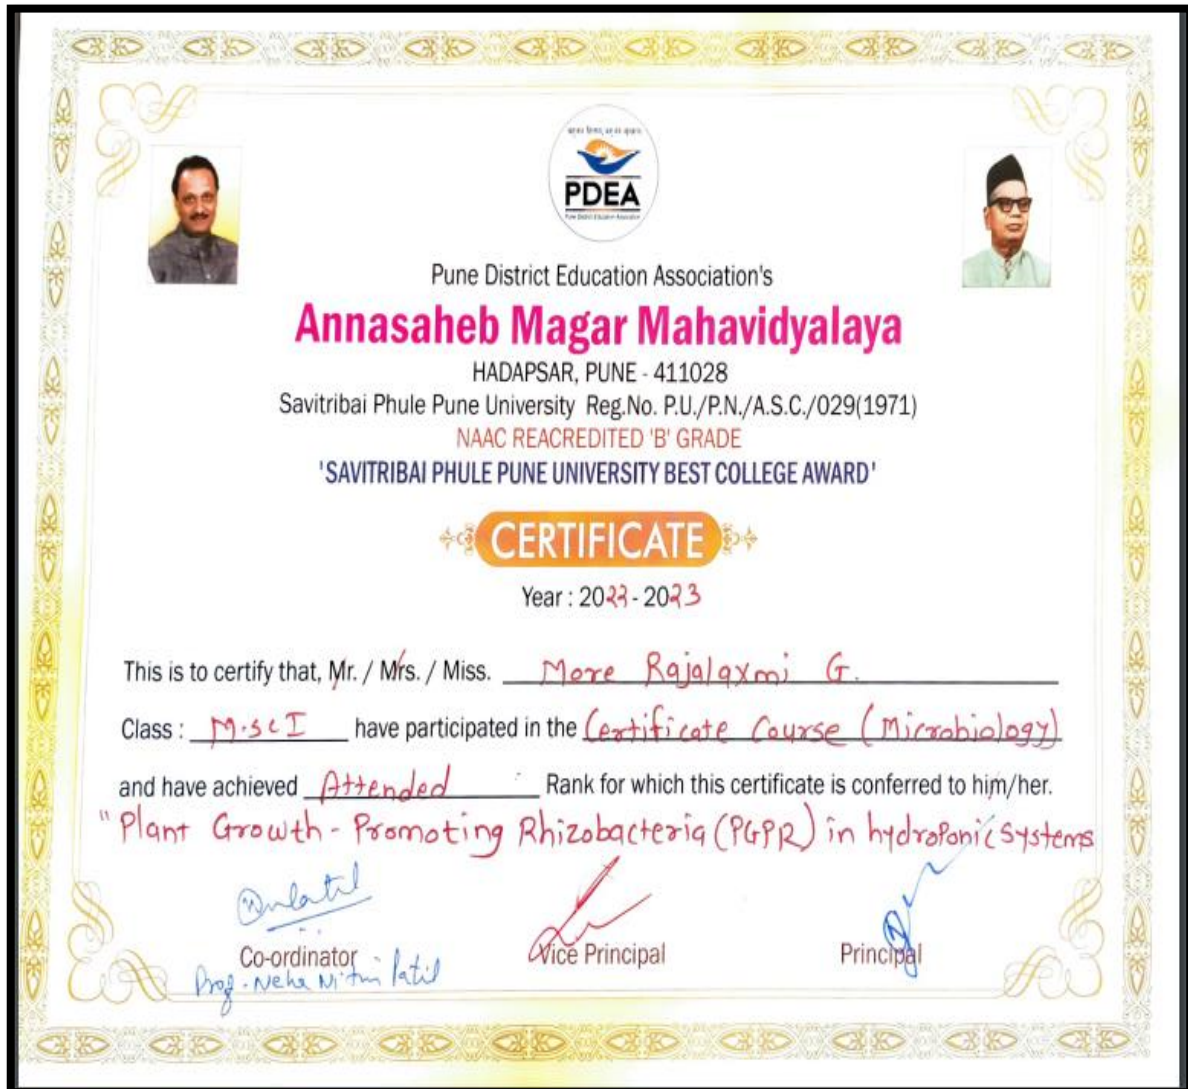 PDEA
Pune District Education Association
Pune District Education Association's
Annasaheb Magar Mahavidyalaya
HADAPSAR, PUNE - 411028
Savitribai Phule Pune University Reg.No. P.U./P.N./A.S.C./029(1971)
NAAC REACREDITED 'B' GRADE
'SAVITRIBAI PHULE PUNE UNIVERSITY BEST COLLEGE AWARD'
CERTIFICATE
Year : 2022 - 2023
This is to certify that, Mr. / Mrs. / Miss. More Rajalaxmi G.
Class : M.sc I have participated in the Certificate Course (Microbiology)
and have achieved Attended Rank for which this certificate is conferred to him/her.
" Plant Growth - Promoting Rhizobacteria (PGPR) in hydroponic systems
Co-ordinator Vice Principal Principal
Prof. Neha Nitin Patil